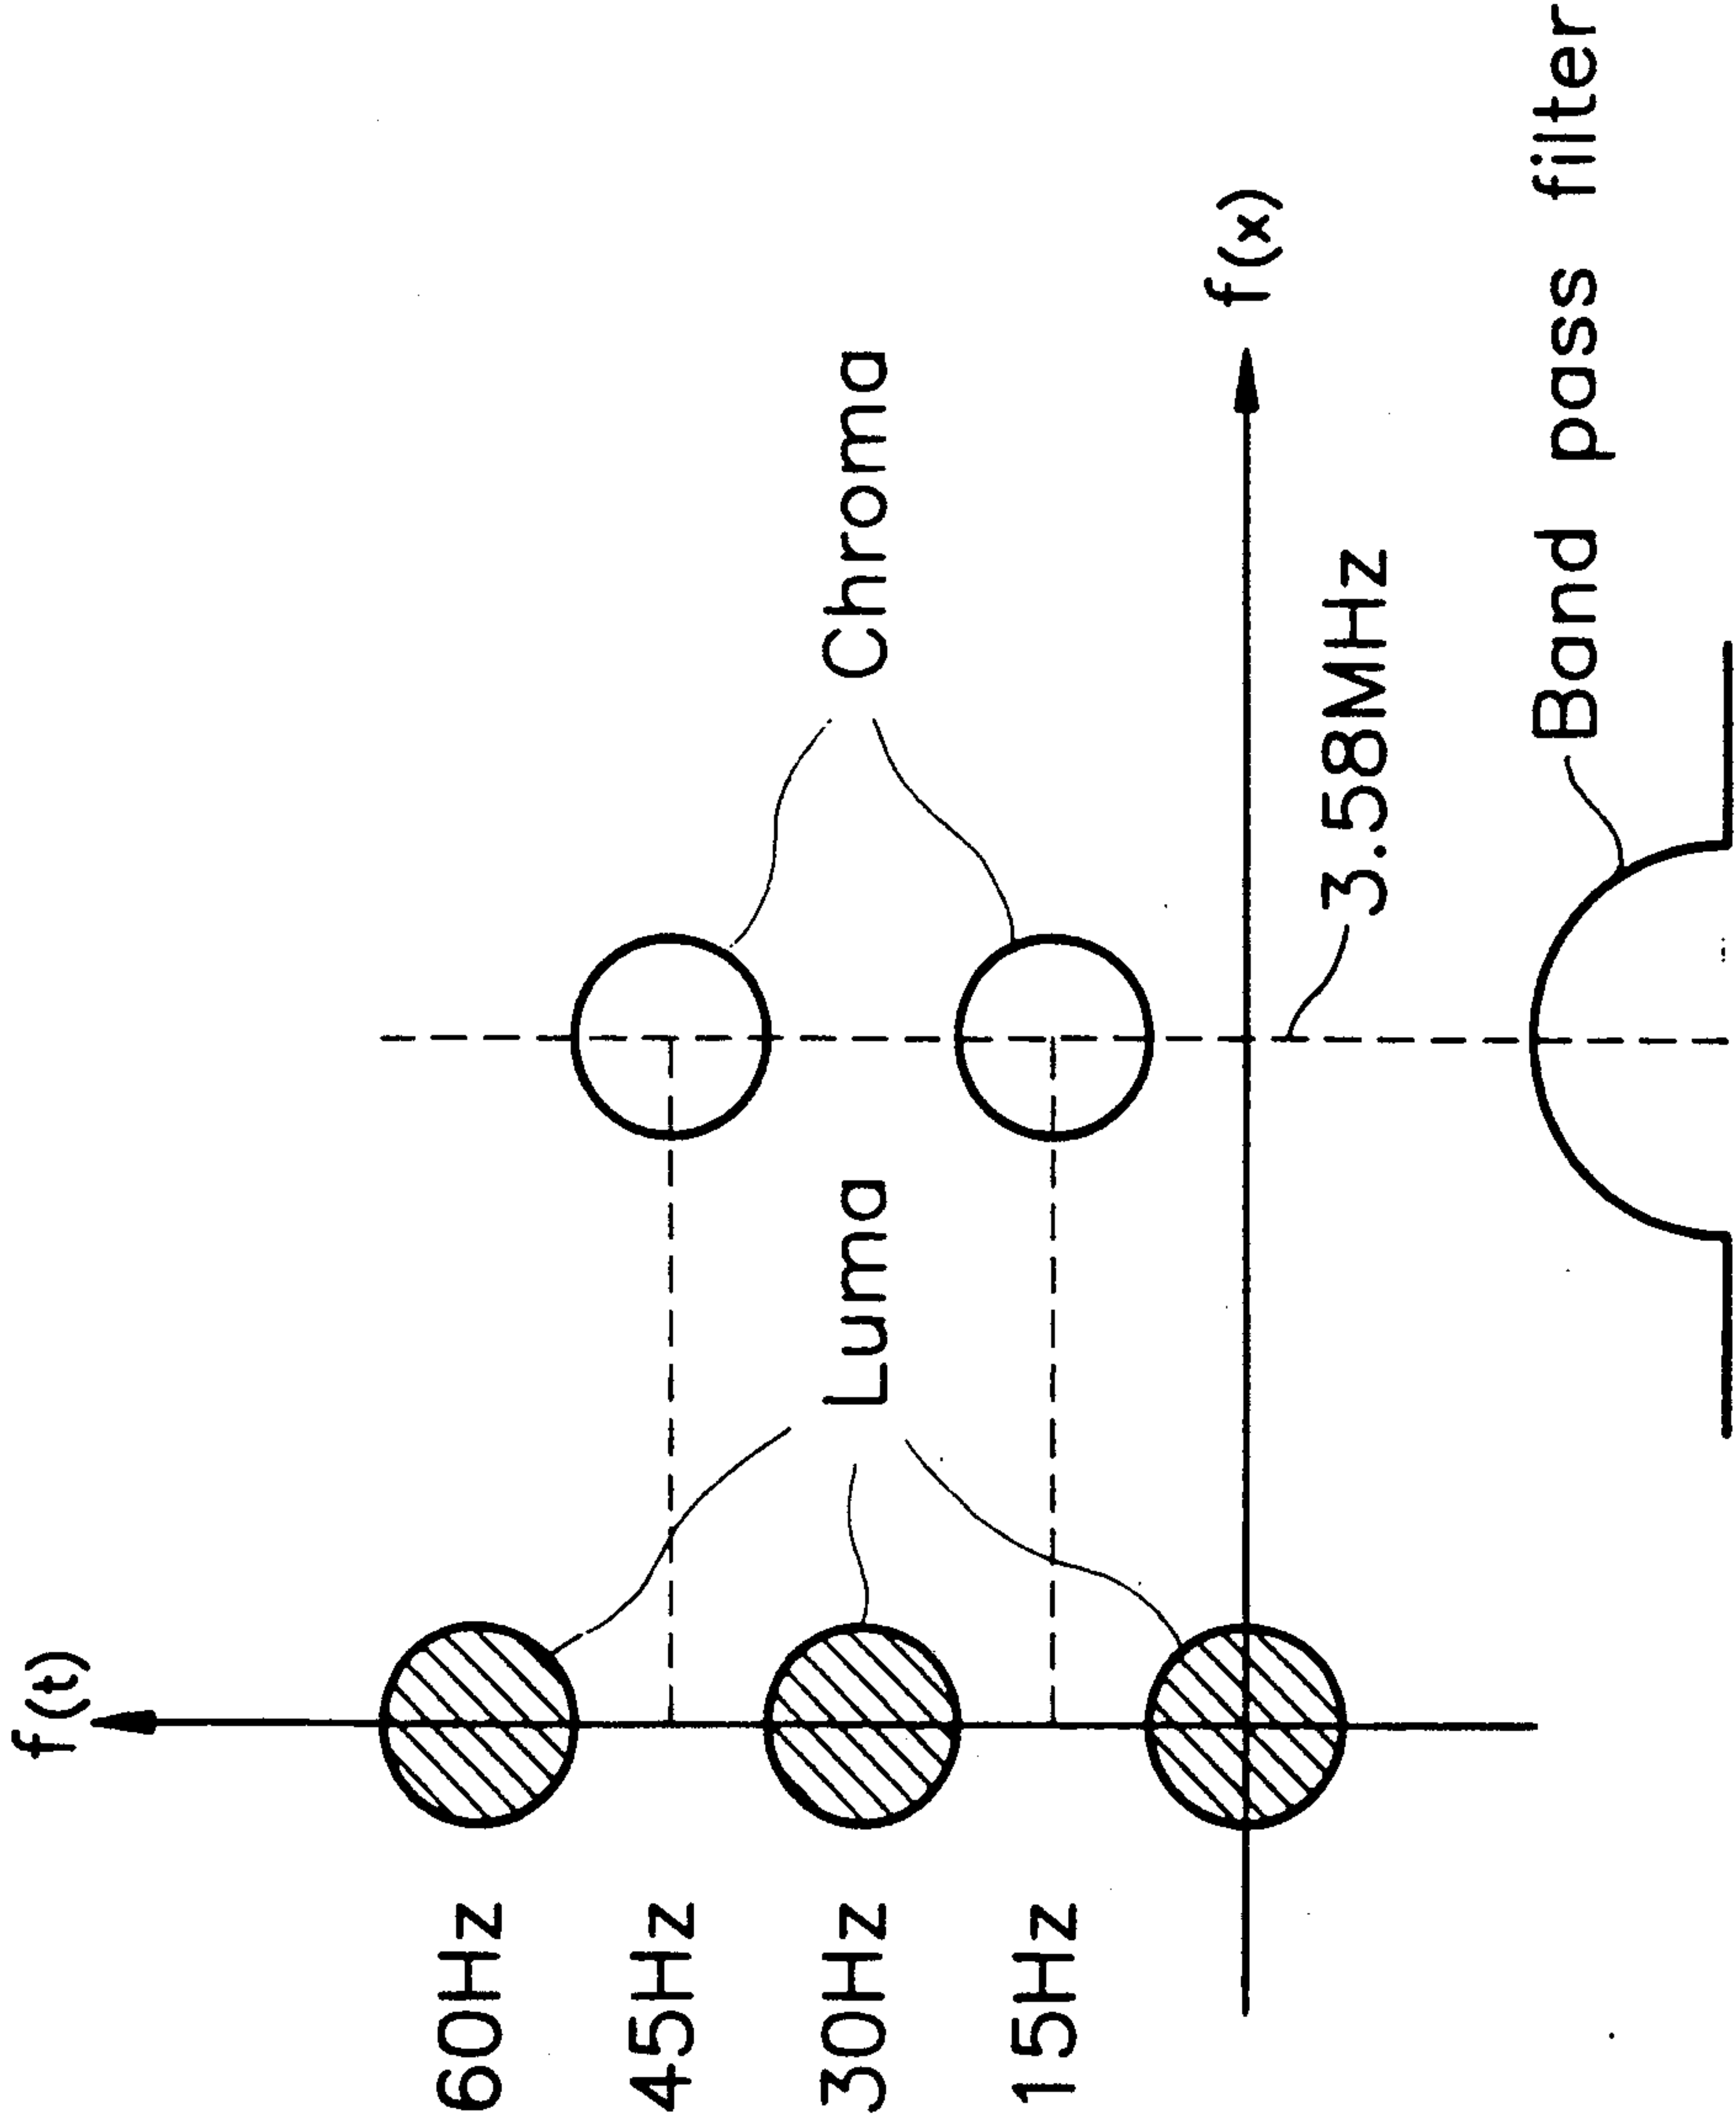 f(t)
60Hz
45Hz
30Hz
15Hz
Luma
Chroma
f(x)
3.58MHz
Band pass filter